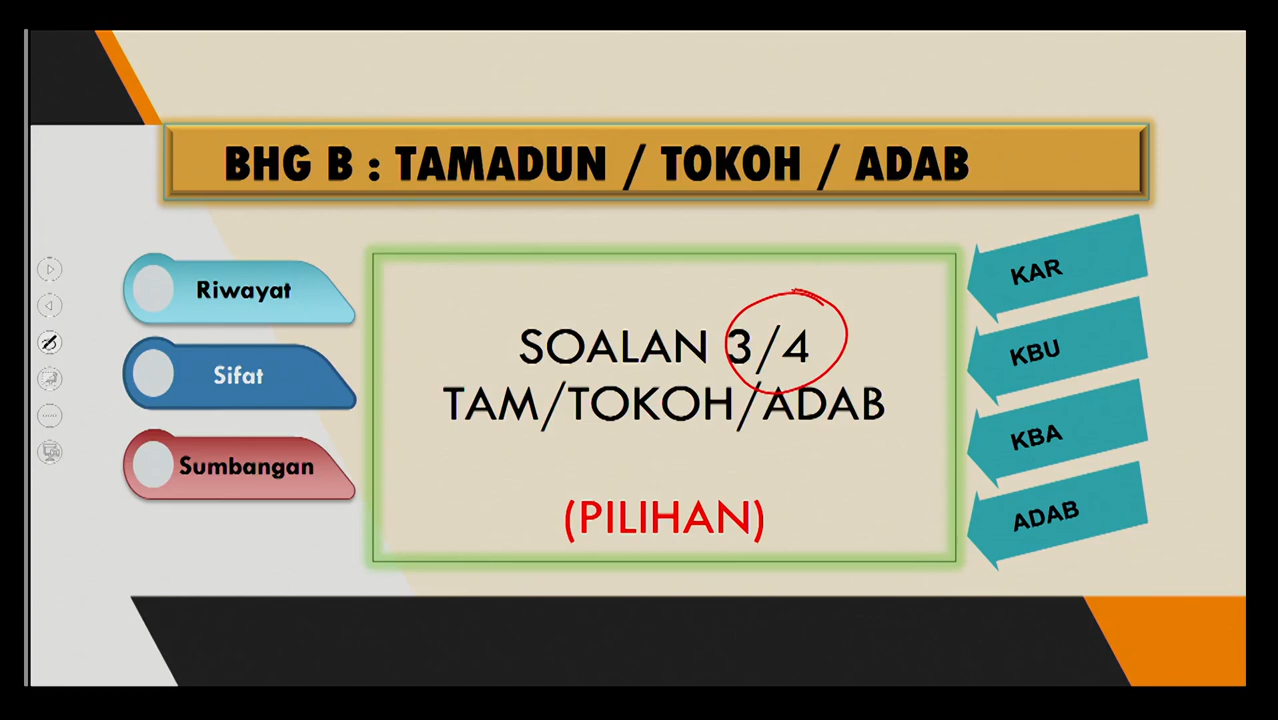 BHG B : TAMADUN / TOKOH / ADAB
Riwayat
Sifat
Sumbangan
SOALAN 3/4
TAM/TOKOH/ADAB
(PILIHAN)
KAR
KBU
KBA
ADAB